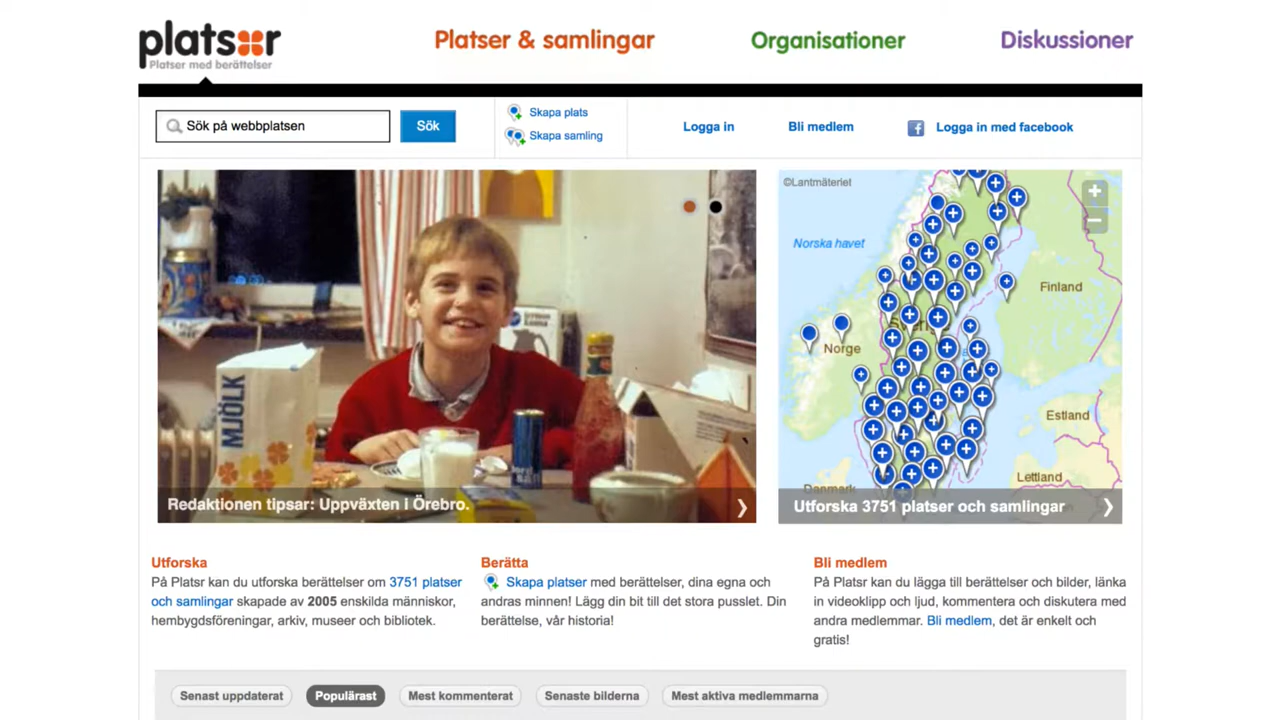 platsr
Platser med berättelser
Platser & samlingar
Organisationer
Diskussioner
Sök på webbplatsen
Sök
Skapa plats
Skapa samling
Logga in
Bli medlem
Logga in med facebook
MJÖLK
Redaktionen tipsar: Uppväxten i Örebro.
©Lantmäteriet
+
−
Norska havet
Finland
Sverige
Norge
Estland
Lettland
Danmark
Utforska 3751 platser och samlingar
Utforska
På Platsr kan du utforska berättelser om 3751 platser
och samlingar skapade av 2005 enskilda människor,
hembygdsföreningar, arkiv, museer och bibliotek.
Berätta
Skapa platser med berättelser, dina egna och
andras minnen! Lägg din bit till det stora pusslet. Din
berättelse, vår historia!
Bli medlem
På Platsr kan du lägga till berättelser och bilder, länka
in videoklipp och ljud, kommentera och diskutera med
andra medlemmar. Bli medlem, det är enkelt och
gratis!
Senast uppdaterat
Populärast
Mest kommenterat
Senaste bilderna
Mest aktiva medlemmarna